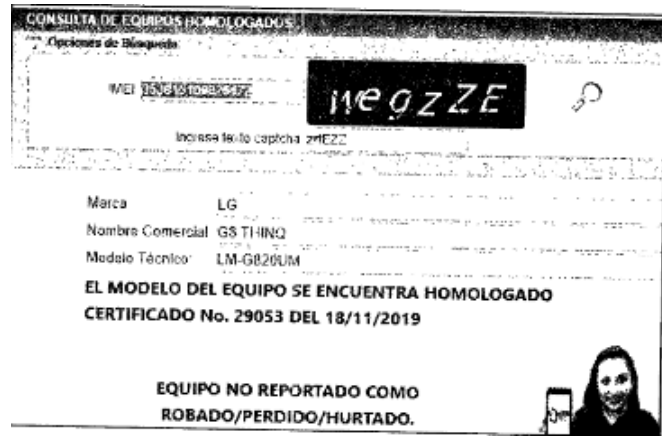 CONSULTA DE EQUIPOS HOMOLOGADOS
Opciones de Búsqueda
IMEI
wegzZE
Ingrese texto captcha
Marca LG
Nombre Comercial G8 THINQ
Modelo Técnico: LM-G820UM
EL MODELO DEL EQUIPO SE ENCUENTRA HOMOLOGADO
CERTIFICADO No. 29053 DEL 18/11/2019
EQUIPO NO REPORTADO COMO
ROBADO/PERDIDO/HURTADO.